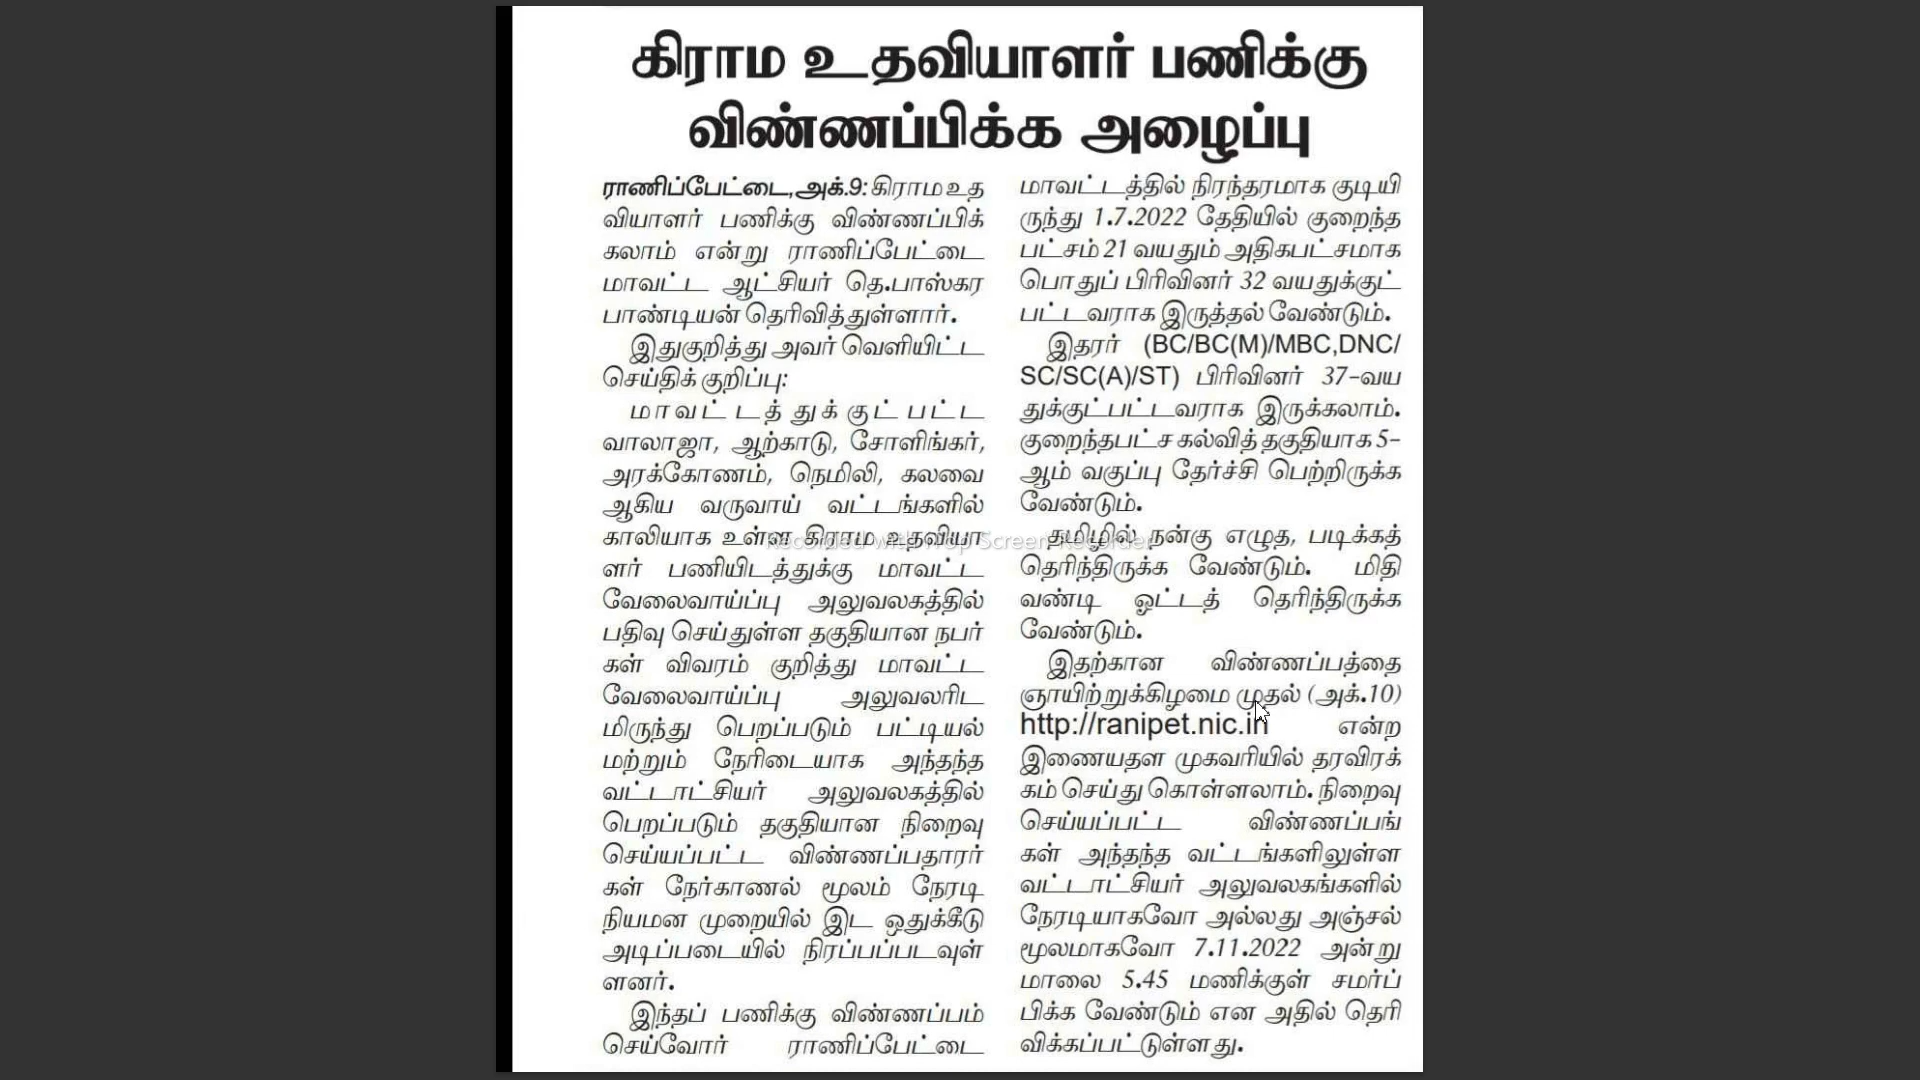 கிராம உதவியாளர் பணிக்கு
விண்ணப்பிக்க அழைப்பு
ராணிப்பேட்டை,அக்.9: கிராம உத
வியாளர் பணிக்கு விண்ணப்பிக்
கலாம் என்று ராணிப்பேட்டை
மாவட்ட ஆட்சியர் தெ.பாஸ்கர
பாண்டியன் தெரிவித்துள்ளார்.
இதுகுறித்து அவர் வெளியிட்ட
செய்திக் குறிப்பு:
மாவட்டத்துக்குட்பட்ட
வாலாஜா, ஆற்காடு, சோளிங்கர்,
அரக்கோணம், நெமிலி, கலவை
ஆகிய வருவாய் வட்டங்களில்
காலியாக உள்ள கிராம உதவியா
ளர் பணியிடத்துக்கு மாவட்ட
வேலைவாய்ப்பு அலுவலகத்தில்
பதிவு செய்துள்ள தகுதியான நபர்
கள் விவரம் குறித்து மாவட்ட
வேலைவாய்ப்பு அலுவலரிட
மிருந்து பெறப்படும் பட்டியல்
மற்றும் நேரிடையாக அந்தந்த
வட்டாட்சியர் அலுவலகத்தில்
பெறப்படும் தகுதியான நிறைவு
செய்யப்பட்ட விண்ணப்பதாரர்
கள் நேர்காணல் மூலம் நேரடி
நியமன முறையில் இட ஒதுக்கீடு
அடிப்படையில் நிரப்பப்படவுள்
ளனர்.
இந்தப் பணிக்கு விண்ணப்பம்
செய்வோர் ராணிப்பேட்டை
மாவட்டத்தில் நிரந்தரமாக குடியி
ருந்து 1.7.2022 தேதியில் குறைந்த
பட்சம் 21 வயதும் அதிகபட்சமாக
பொதுப் பிரிவினர் 32 வயதுக்குட்
பட்டவராக இருத்தல் வேண்டும்.
இதரர் (BC/BC(M)/MBC,DNC/
SC/SC(A)/ST) பிரிவினர் 37-வய
துக்குட்பட்டவராக இருக்கலாம்.
குறைந்தபட்ச கல்வித் தகுதியாக 5-
ஆம் வகுப்பு தேர்ச்சி பெற்றிருக்க
வேண்டும்.
தமிழில் நன்கு எழுத, படிக்கத்
தெரிந்திருக்க வேண்டும். மிதி
வண்டி ஓட்டத் தெரிந்திருக்க
வேண்டும்.
இதற்கான விண்ணப்பத்தை
ஞாயிற்றுக்கிழமை முதல் (அக்.10)
http://ranipet.nic.in என்ற
இணையதள முகவரியில் தரவிரக்
கம் செய்து கொள்ளலாம். நிறைவு
செய்யப்பட்ட விண்ணப்பங்
கள் அந்தந்த வட்டங்களிலுள்ள
வட்டாட்சியர் அலுவலகங்களில்
நேரடியாகவோ அல்லது அஞ்சல்
மூலமாகவோ 7.11.2022 அன்று
மாலை 5.45 மணிக்குள் சமர்ப்
பிக்க வேண்டும் என அதில் தெரி
விக்கப்பட்டுள்ளது.
Recorded with iTop Screen Recorder